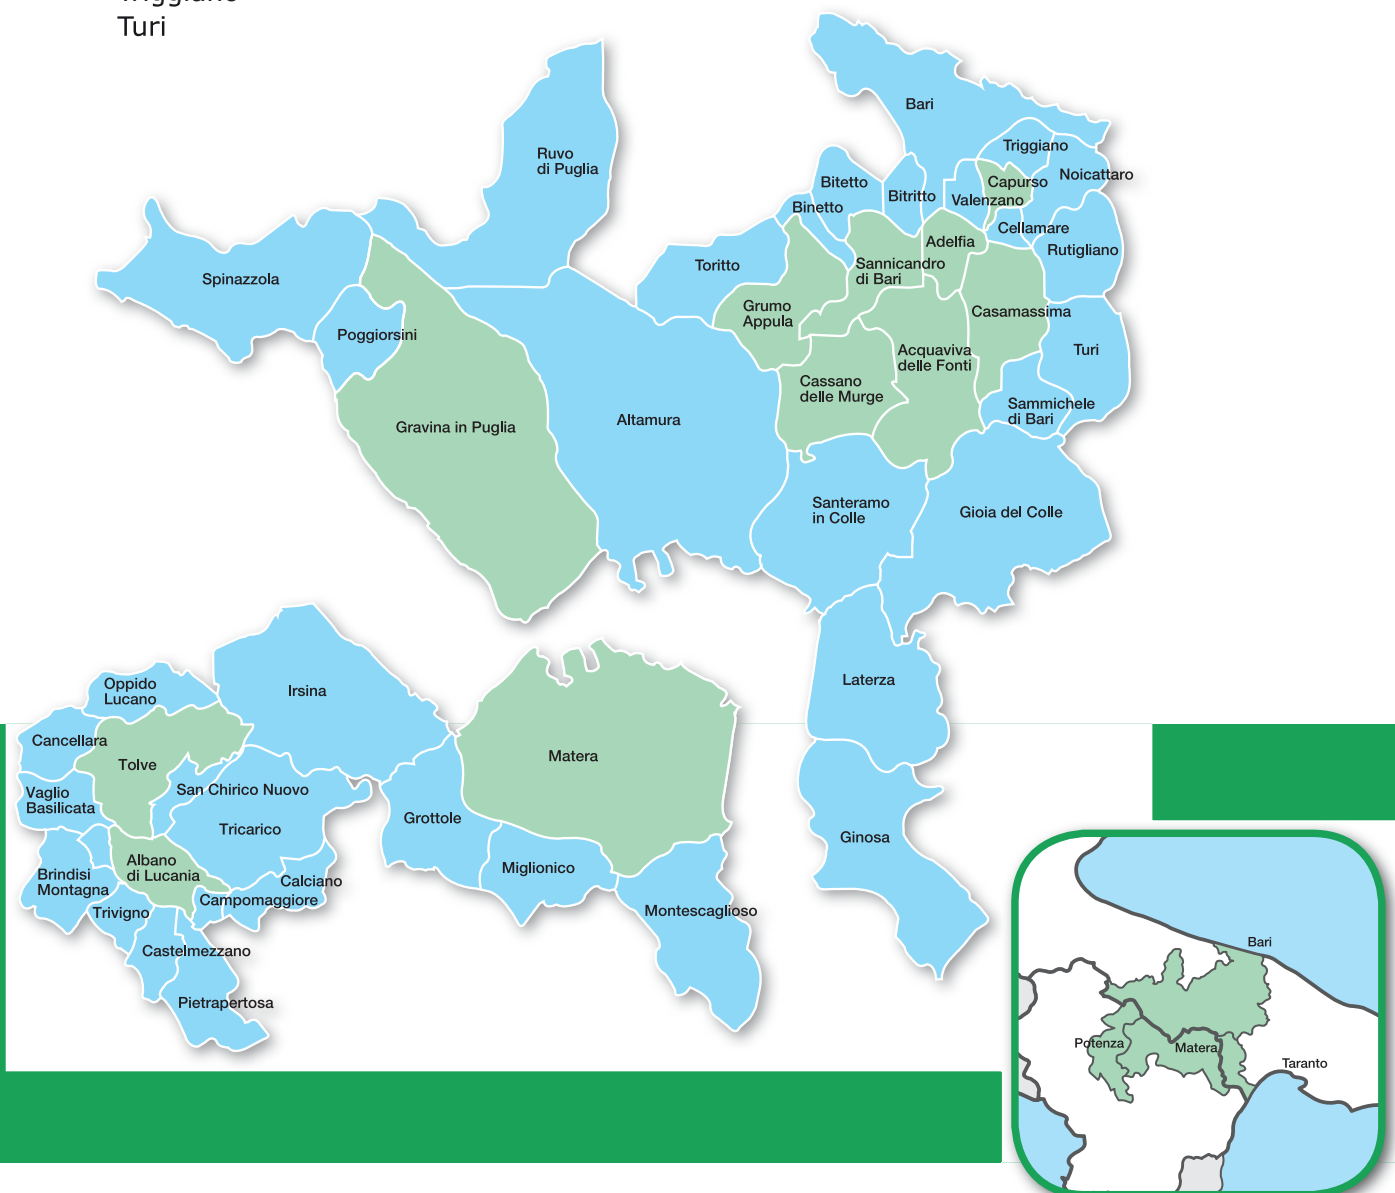 Triggiano
Turi
Bari
Ruvo
di Puglia
Triggiano
Noicattaro
Bitetto
Capurso
Bitritto
Valenzano
Binetto
Cellamare
Adelfia
Rutigliano
Toritto
Sannicandro
di Bari
Spinazzola
Grumo
Appula
Casamassima
Poggiorsini
Turi
Acquaviva
delle Fonti
Cassano
delle Murge
Sammichele
di Bari
Altamura
Gravina in Puglia
Santeramo
in Colle
Gioia del Colle
Laterza
Oppido
Lucano
Irsina
Cancellara
Matera
Tolve
San Chirico Nuovo
Vaglio
Basilicata
Grottole
Tricarico
Ginosa
Albano
di Lucania
Miglionico
Brindisi
Montagna
Calciano
Campomaggiore
Trivigno
Montescaglioso
Castelmezzano
Pietrapertosa
Bari
Potenza
Matera
Taranto